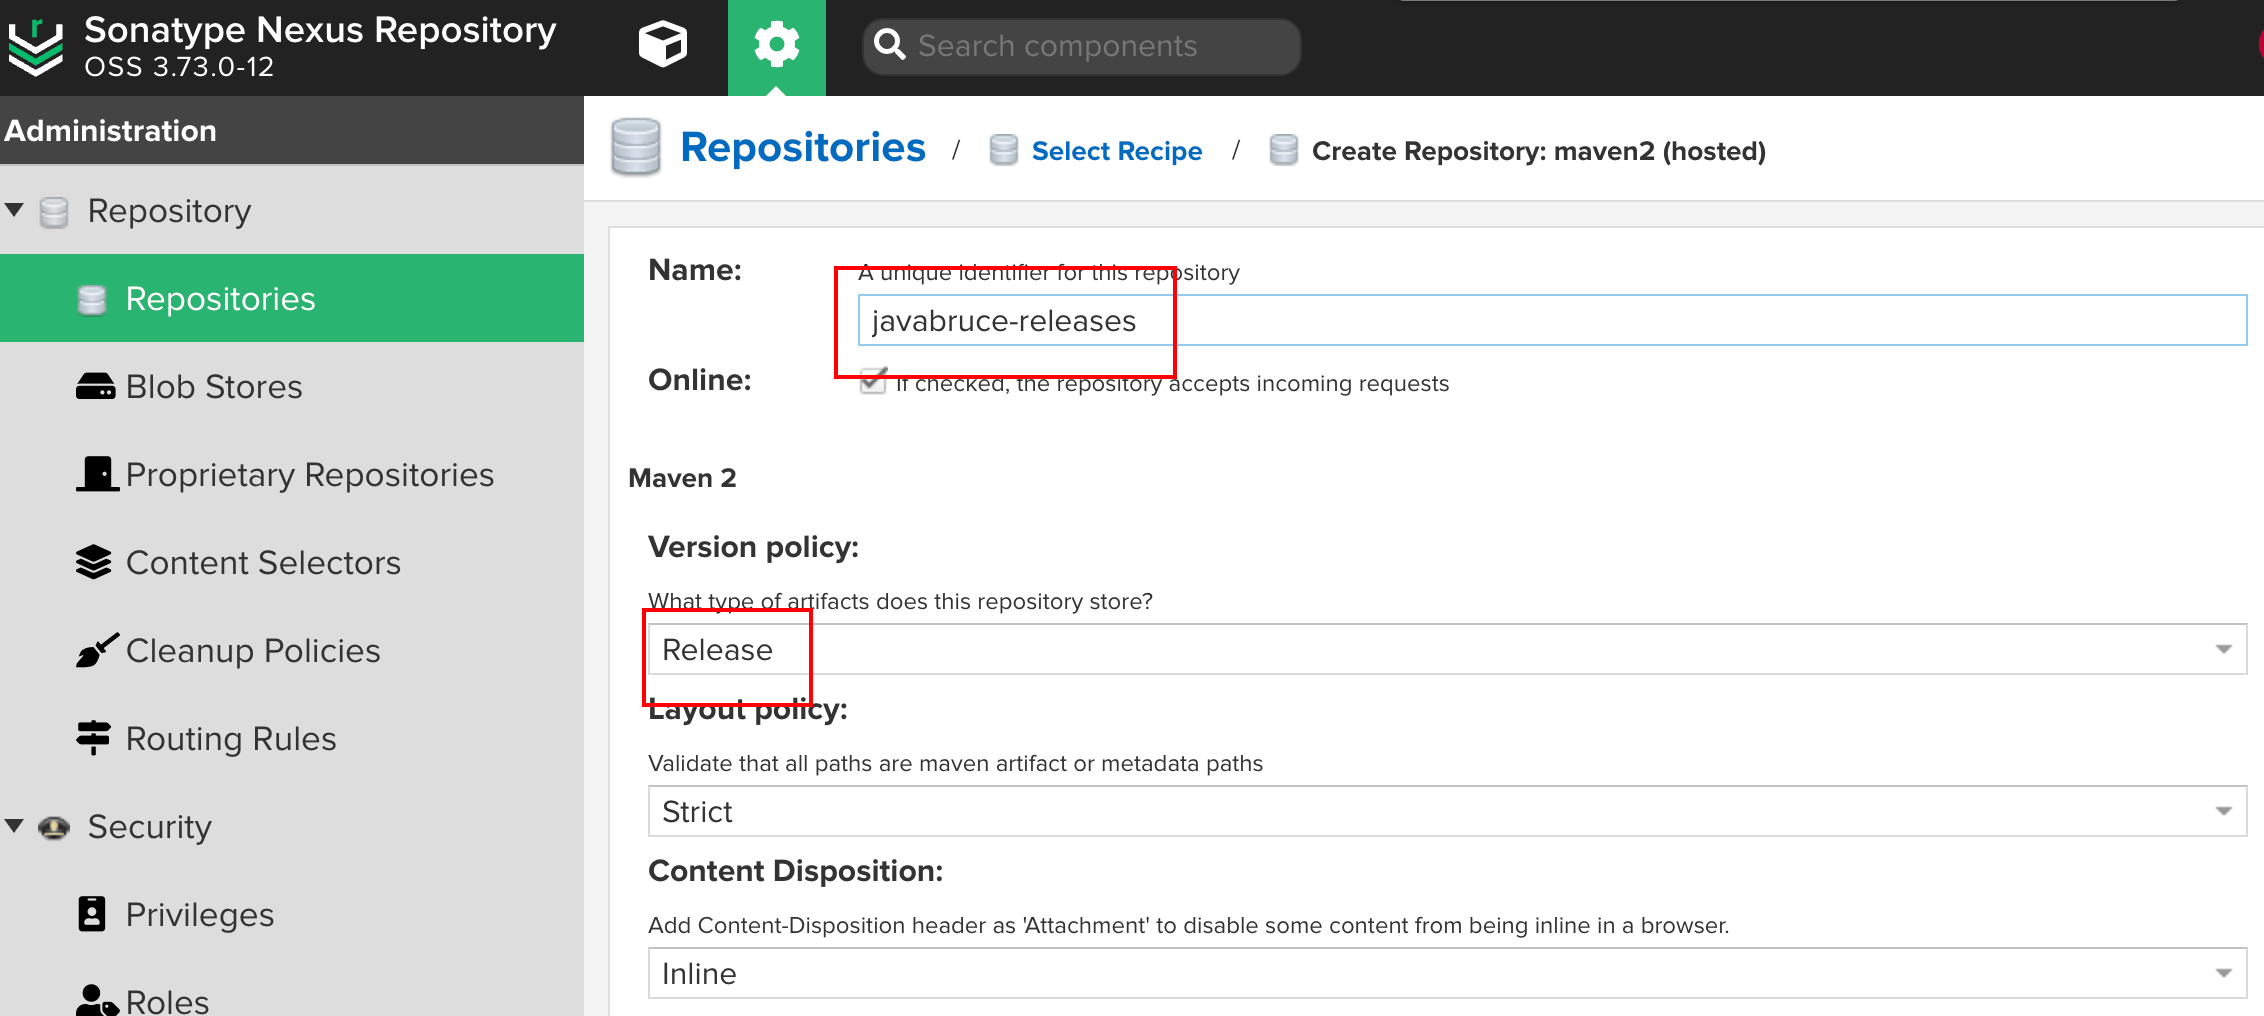 Sonatype Nexus Repository
OSS 3.73.0-12
Search components
Administration
Repositories / Select Recipe / Create Repository: maven2 (hosted)
Repository
Repositories
Blob Stores
Proprietary Repositories
Content Selectors
Cleanup Policies
Routing Rules
Security
Privileges
Roles
Name:
A unique identifier for this repository
javabruce-releases
Online:
If checked, the repository accepts incoming requests
Maven 2
Version policy:
What type of artifacts does this repository store?
Release
Layout policy:
Validate that all paths are maven artifact or metadata paths
Strict
Content Disposition:
Add Content-Disposition header as 'Attachment' to disable some content from being inline in a browser.
Inline